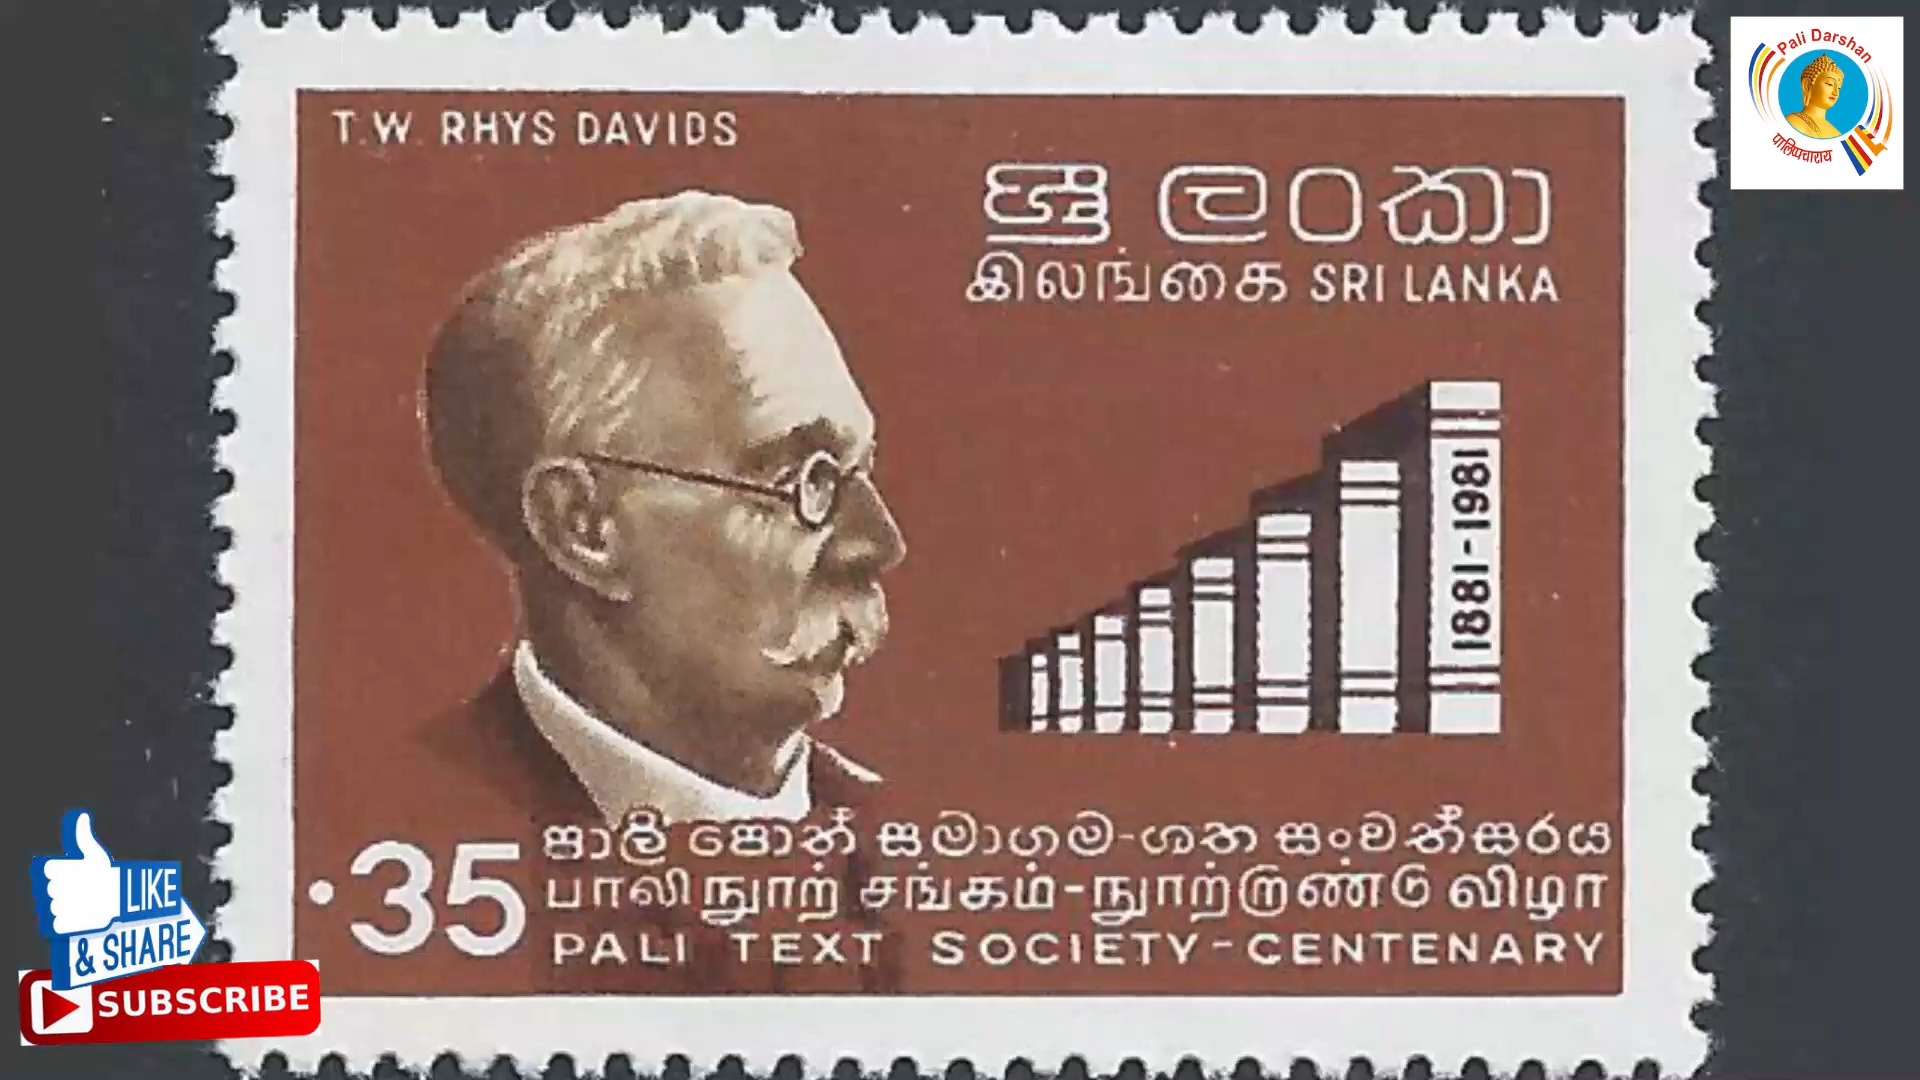 T.W. RHYS DAVIDS
ශ්‍රී ලංකා
இலங்கை SRI LANKA
1881-1981
.35
පාලි පොත් සමාගම-ශත සංවත්සරය
பாலி நூற் சங்கம்-நூற்றாண்டு விழா
PALI TEXT SOCIETY-CENTENARY
Pali Darshan
पालिपचाराय
LIKE
& SHARE
SUBSCRIBE